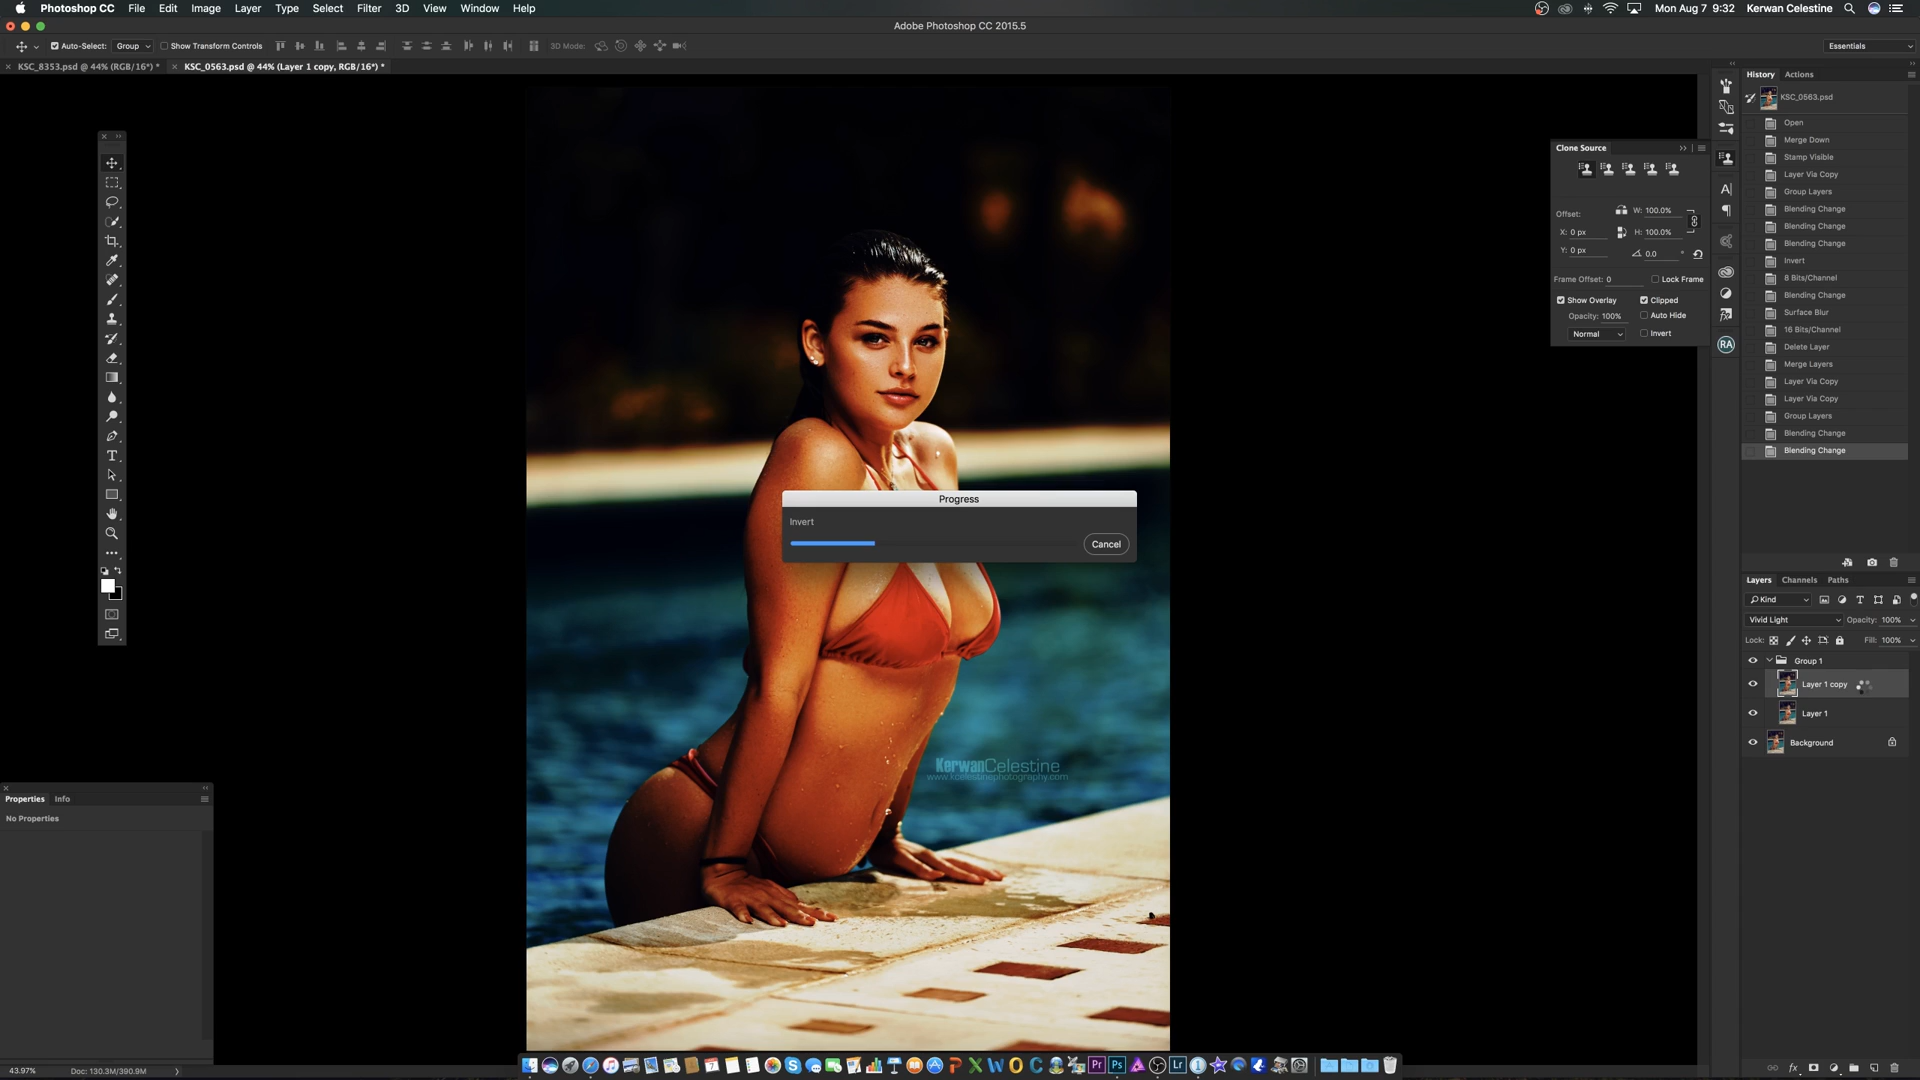 Photoshop CC File Edit Image Layer Type Select Filter 3D View Window Help Mon Aug 7 9:32 Kerwan Celestine
Adobe Photoshop CC 2015.5
Auto-Select: Group Show Transform Controls 3D Mode: Essentials
KSC_8353.psd @ 44% (RGB/16*) * KSC_0563.psd @ 44% (Layer 1 copy, RGB/16*) *
History Actions
KSC_0563.psd
Open
Merge Down
Stamp Visible
Layer Via Copy
Group Layers
Blending Change
Blending Change
Blending Change
Invert
8 Bits/Channel
Blending Change
Surface Blur
16 Bits/Channel
Delete Layer
Merge Layers
Layer Via Copy
Layer Via Copy
Group Layers
Blending Change
Blending Change
Clone Source
Offset: W: 100.0%
X: 0 px H: 100.0%
Y: 0 px 0.0 °
Frame Offset: 0 Lock Frame
Show Overlay Clipped
Opacity: 100% Auto Hide
Normal Invert
RA
Progress
Invert
Cancel
KerwanCelestine
www.kcelestinephotography.com
Layers Channels Paths
Kind
Vivid Light Opacity: 100%
Lock: Fill: 100%
Group 1
Layer 1 copy
Layer 1
Background
Properties Info
No Properties
43.97% Doc: 130.3M/390.9M